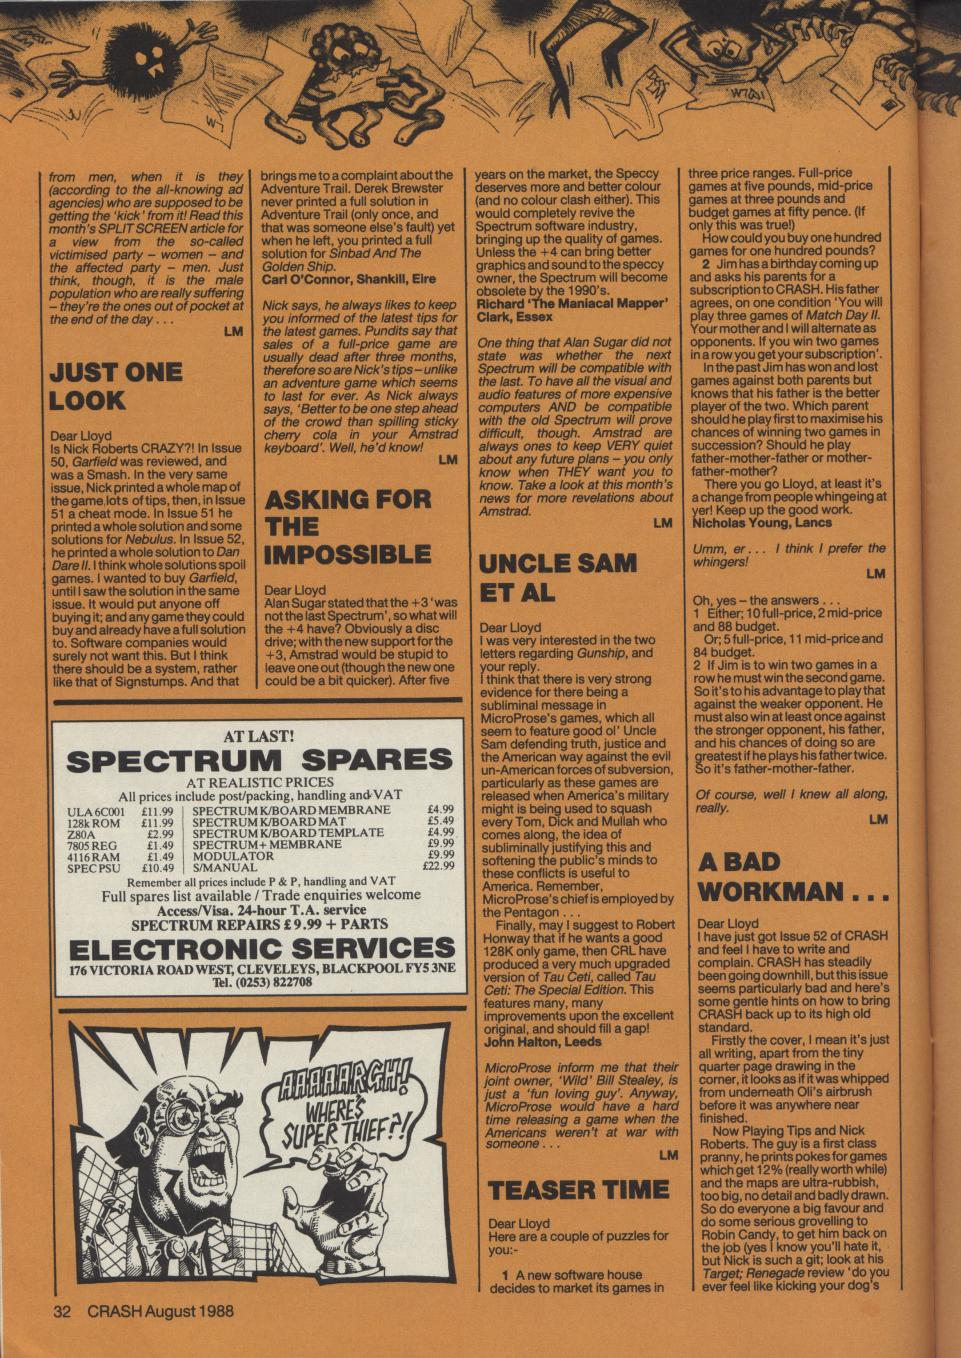 from men, when it is they
(according to the all-knowing ad
agencies) who are supposed to be
getting the 'kick' from it! Read this
month's SPLIT SCREEN article for
a view from the so-called
victimised party – women – and
the affected party – men. Just
think, though, it is the male
population who are really suffering
– they're the ones out of pocket at
the end of the day . . .
LM
JUST ONE
LOOK
Dear Lloyd
Is Nick Roberts CRAZY?! In Issue
50, Garfield was reviewed, and
was a Smash. In the very same
issue, Nick printed a whole map of
the game, lots of tips, then, in Issue
51 a cheat mode. In Issue 51 he
printed a whole solution and some
solutions for Nebulus. In Issue 52,
he printed a whole solution to Dan
Dare II. I think whole solutions spoil
games. I wanted to buy Garfield,
until I saw the solution in the same
issue. It would put anyone off
buying it; and any game they could
buy and already have a full solution
to. Software companies would
surely not want this. But I think
there should be a system, rather
like that of Signstumps. And that
brings me to a complaint about the
Adventure Trail. Derek Brewster
never printed a full solution in
Adventure Trail (only once, and
that was someone else's fault) yet
when he left, you printed a full
solution for Sinbad And The
Golden Ship.
Carl O'Connor, Shankill, Eire
Nick says, he always likes to keep
you informed of the latest tips for
the latest games. Pundits say that
sales of a full-price game are
usually dead after three months,
therefore so are Nick's tips – unlike
an adventure game which seems
to last for ever. As Nick always
says, 'Better to be one step ahead
of the crowd than spilling sticky
cherry cola in your Amstrad
keyboard'. Well, he'd know!
LM
ASKING FOR
THE
IMPOSSIBLE
Dear Lloyd
Alan Sugar stated that the +3 'was
not the last Spectrum', so what will
the +4 have? Obviously a disc
drive; with the new support for the
+3, Amstrad would be stupid to
leave one out (though the new one
could be a bit quicker). After five
years on the market, the Speccy
deserves more and better colour
(and no colour clash either). This
would completely revive the
Spectrum software industry,
bringing up the quality of games.
Unless the +4 can bring better
graphics and sound to the speccy
owner, the Spectrum will become
obsolete by the 1990's.
Richard 'The Maniacal Mapper'
Clark, Essex
One thing that Alan Sugar did not
state was whether the next
Spectrum will be compatible with
the last. To have all the visual and
audio features of more expensive
computers AND be compatible
with the old Spectrum will prove
difficult, though. Amstrad are
always ones to keep VERY quiet
about any future plans – you only
know when THEY want you to
know. Take a look at this month's
news for more revelations about
Amstrad.
LM
UNCLE SAM
ET AL
Dear Lloyd
I was very interested in the two
letters regarding Gunship, and
your reply.
I think that there is very strong
evidence for there being a
subliminal message in
MicroProse's games, which all
seem to feature good ol' Uncle
Sam defending truth, justice and
the American way against the evil
un-American forces of subversion,
particularly as these games are
released when America's military
might is being used to squash
every Tom, Dick and Mullah who
comes along, the idea of
subliminally justifying this and
softening the public's minds to
these conflicts is useful to
America. Remember,
MicroProse's chief is employed by
the Pentagon . . .
Finally, may I suggest to Robert
Honway that if he wants a good
128K only game, then CRL have
produced a very much upgraded
version of Tau Ceti, called Tau
Ceti: The Special Edition. This
features many, many
improvements upon the excellent
original, and should fill a gap!
John Halton, Leeds
MicroProse inform me that their
joint owner, 'Wild' Bill Stealey, is
just a 'fun loving guy'. Anyway,
MicroProse would have a hard
time releasing a game when the
Americans weren't at war with
someone . . .
LM
TEASER TIME
Dear Lloyd
Here are a couple of puzzles for
you:-
1 A new software house
decides to market its games in
three price ranges. Full-price
games at five pounds, mid-price
games at three pounds and
budget games at fifty pence. (If
only this was true!)
How could you buy one hundred
games for one hundred pounds?
2 Jim has a birthday coming up
and asks his parents for a
subscription to CRASH. His father
agrees, on one condition 'You will
play three games of Match Day II.
Your mother and I will alternate as
opponents. If you win two games
in a row you get your subscription'.
In the past Jim has won and lost
games against both parents but
knows that his father is the better
player of the two. Which parent
should he play first to maximise his
chances of winning two games in
succession? Should he play
father-mother-father or mother-
father-mother?
There you go Lloyd, at least it's
a change from people whingeing at
yer! Keep up the good work.
Nicholas Young, Lancs
Umm, er . . . I think I prefer the
whingers!
LM
Oh, yes – the answers . . .
1 Either; 10 full-price, 2 mid-price
and 88 budget.
Or; 5 full-price, 11 mid-price and
84 budget.
2 If Jim is to win two games in a
row he must win the second game.
So it's to his advantage to play that
against the weaker opponent. He
must also win at least once against
the stronger opponent, his father,
and his chances of doing so are
greatest if he plays his father twice.
So it's father-mother-father.
Of course, well I knew all along,
really.
LM
A BAD
WORKMAN . . .
Dear Lloyd
I have just got Issue 52 of CRASH
and feel I have to write and
complain. CRASH has steadily
been going downhill, but this issue
seems particularly bad and here's
some gentle hints on how to bring
CRASH back up to its high old
standard.
Firstly the cover, I mean it's just
all writing, apart from the tiny
quarter page drawing in the
corner, it looks as if it was whipped
from underneath Oli's airbrush
before it was anywhere near
finished.
Now Playing Tips and Nick
Roberts. The guy is a first class
pranny, he prints pokes for games
which get 12% (really worth while)
and the maps are ultra-rubbish,
too big, no detail and badly drawn.
So do everyone a big favour and
do some serious grovelling to
Robin Candy, to get him back on
the job (yes I know you'll hate it,
but Nick is such a git; look at his
Target; Renegade review 'do you
ever feel like kicking your dog's
AT LAST!
SPECTRUM SPARES
AT REALISTIC PRICES
All prices include post/packing, handling and VAT
ULA 6C001 £11.99 SPECTRUM K/BOARD MEMBRANE £4.99
128k ROM £11.99 SPECTRUM K/BOARD MAT £5.49
Z80A £2.99 SPECTRUM K/BOARD TEMPLATE £4.99
7805 REG £1.49 SPECTRUM+ MEMBRANE £9.99
4116 RAM £1.49 MODULATOR £9.99
SPEC PSU £10.49 S/MANUAL £22.99
Remember all prices include P & P, handling and VAT
Full spares list available / Trade enquiries welcome
Access/Visa. 24-hour T.A. service
SPECTRUM REPAIRS £9.99 + PARTS
ELECTRONIC SERVICES
176 VICTORIA ROAD WEST, CLEVELEYS, BLACKPOOL FY5 3NE
Tel. (0253) 822708
AAAAARGH!
WHERE'S
SUPER THIEF?!
32 CRASH August 1988